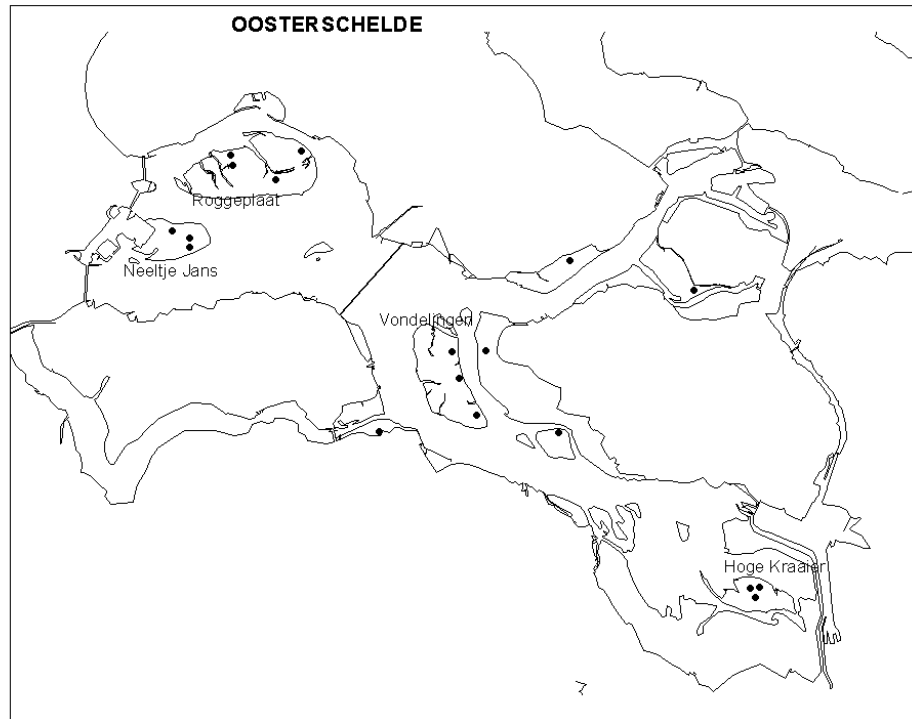 OOSTERSCHELDE
Roggeplaat
Neeltje Jans
Vondelingen
Hoge Kraaier